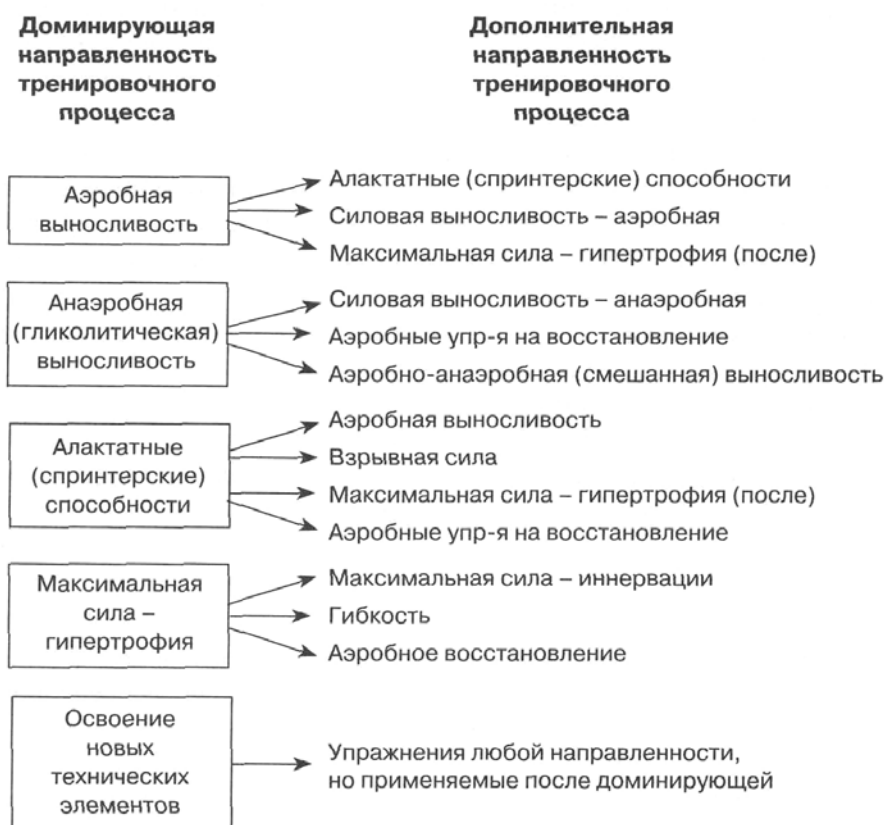 Доминирующая
направленность
тренировочного
процесса
Дополнительная
направленность
тренировочного
процесса
Аэробная
выносливость
Алактатные (спринтерские) способности
Силовая выносливость – аэробная
Максимальная сила – гипертрофия (после)
Анаэробная
(гликолитическая)
выносливость
Силовая выносливость – анаэробная
Аэробные упр-я на восстановление
Аэробно-анаэробная (смешанная) выносливость
Алактатные
(спринтерские)
способности
Аэробная выносливость
Взрывная сила
Максимальная сила – гипертрофия (после)
Аэробные упр-я на восстановление
Максимальная
сила –
гипертрофия
Максимальная сила – иннервации
Гибкость
Аэробное восстановление
Освоение
новых
технических
элементов
Упражнения любой направленности,
но применяемые после доминирующей